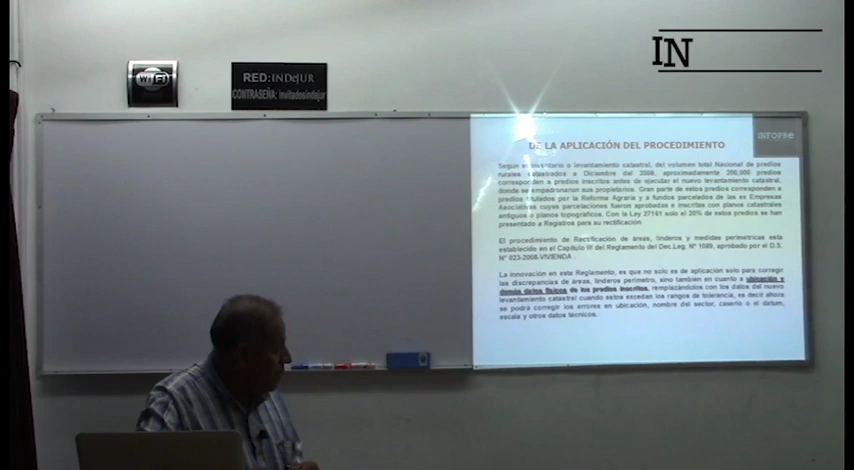 IN
WiFi
RED: INDeJUR
CONTRASEÑA: invitadosindejur
INFOPBe
DE LA APLICACIÓN DEL PROCEDIMIENTO
Según el inventario o levantamiento catastral, del volumen total Nacional de predios
rurales catastrados a Diciembre del 2008, aproximadamente 200,000 predios
corresponden a predios inscritos antes de ejecutar el nuevo levantamiento catastral,
donde se empadronaron sus propietarios. Gran parte de estos predios corresponden a
predios titulados por la Reforma Agraria y a fundos parcelados de las ex Empresas
Asociativas cuyas parcelaciones fueron aprobadas e inscritas con planos catastrales
antiguos o planos topográficos. Con la Ley 27161 solo el 20% de estos predios se han
presentado a Registros para su rectificación
El procedimiento de Rectificación de áreas, linderos y medidas perimétricas esta
establecido en el Capítulo III del Reglamento del Dec.Leg. Nº 1089, aprobado por el D.S.
Nº 023-2008-VIVIENDA .
La innovación en este Reglamento, es que no solo es de aplicación solo para corregir
las discrepancias de áreas, linderos perímetro, sino también en cuanto a ubicación y
demás datos físicos de los predios inscritos, remplazándolos con los datos del nuevo
levantamiento catastral cuando estos excedan los rangos de tolerancia, es decir ahora
se podrá corregir los errores en ubicación, nombre del sector, caserío o el datum,
escala y otros datos técnicos.